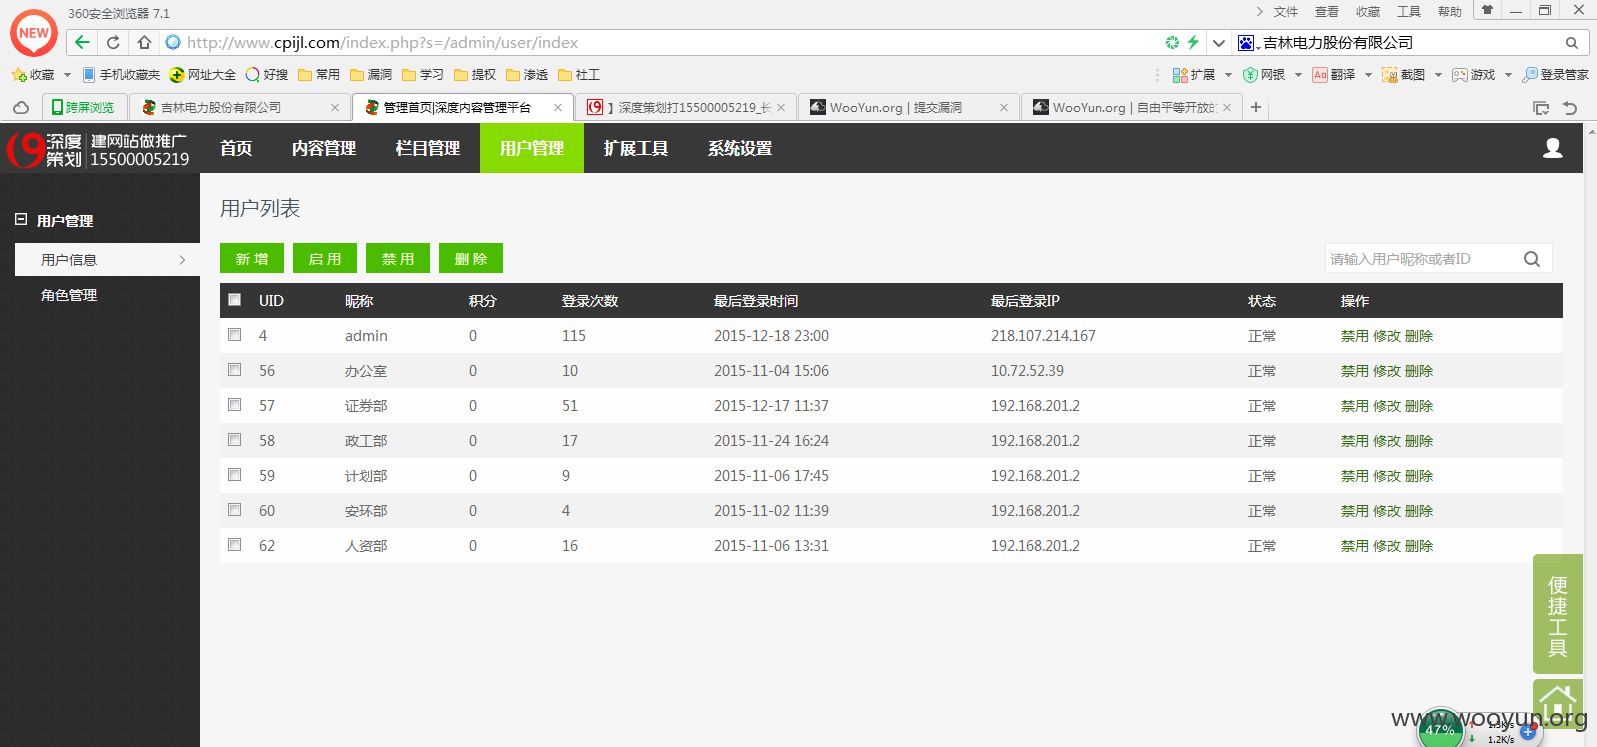 360安全浏览器 7.1
文件 查看 收藏 工具 帮助
NEW
http://www.cpijl.com/index.php?s=/admin/user/index
吉林电力股份有限公司
收藏 手机收藏夹 网址大全 好搜 常用 漏洞 学习 提权 渗透 社工
扩展 网银 翻译 截图 游戏 登录管家
跨屏浏览 吉林电力股份有限公司 管理首页|深度内容管理平台 】深度策划打15500005219_长 WooYun.org | 提交漏洞 WooYun.org | 自由平等开放的
深度策划 建网站做推广 15500005219
首页 内容管理 栏目管理 用户管理 扩展工具 系统设置
用户管理
用户信息
角色管理
用户列表
新 增 启 用 禁 用 删 除
请输入用户昵称或者ID
UID 昵称 积分 登录次数 最后登录时间 最后登录IP 状态 操作
4 admin 0 115 2015-12-18 23:00 218.107.214.167 正常 禁用 修改 删除
56 办公室 0 10 2015-11-04 15:06 10.72.52.39 正常 禁用 修改 删除
57 证券部 0 51 2015-12-17 11:37 192.168.201.2 正常 禁用 修改 删除
58 政工部 0 17 2015-11-24 16:24 192.168.201.2 正常 禁用 修改 删除
59 计划部 0 9 2015-11-06 17:45 192.168.201.2 正常 禁用 修改 删除
60 安环部 0 4 2015-11-02 11:39 192.168.201.2 正常 禁用 修改 删除
62 人资部 0 16 2015-11-06 13:31 192.168.201.2 正常 禁用 修改 删除
便捷工具
www.wooyun.org
47%
1.2K/s